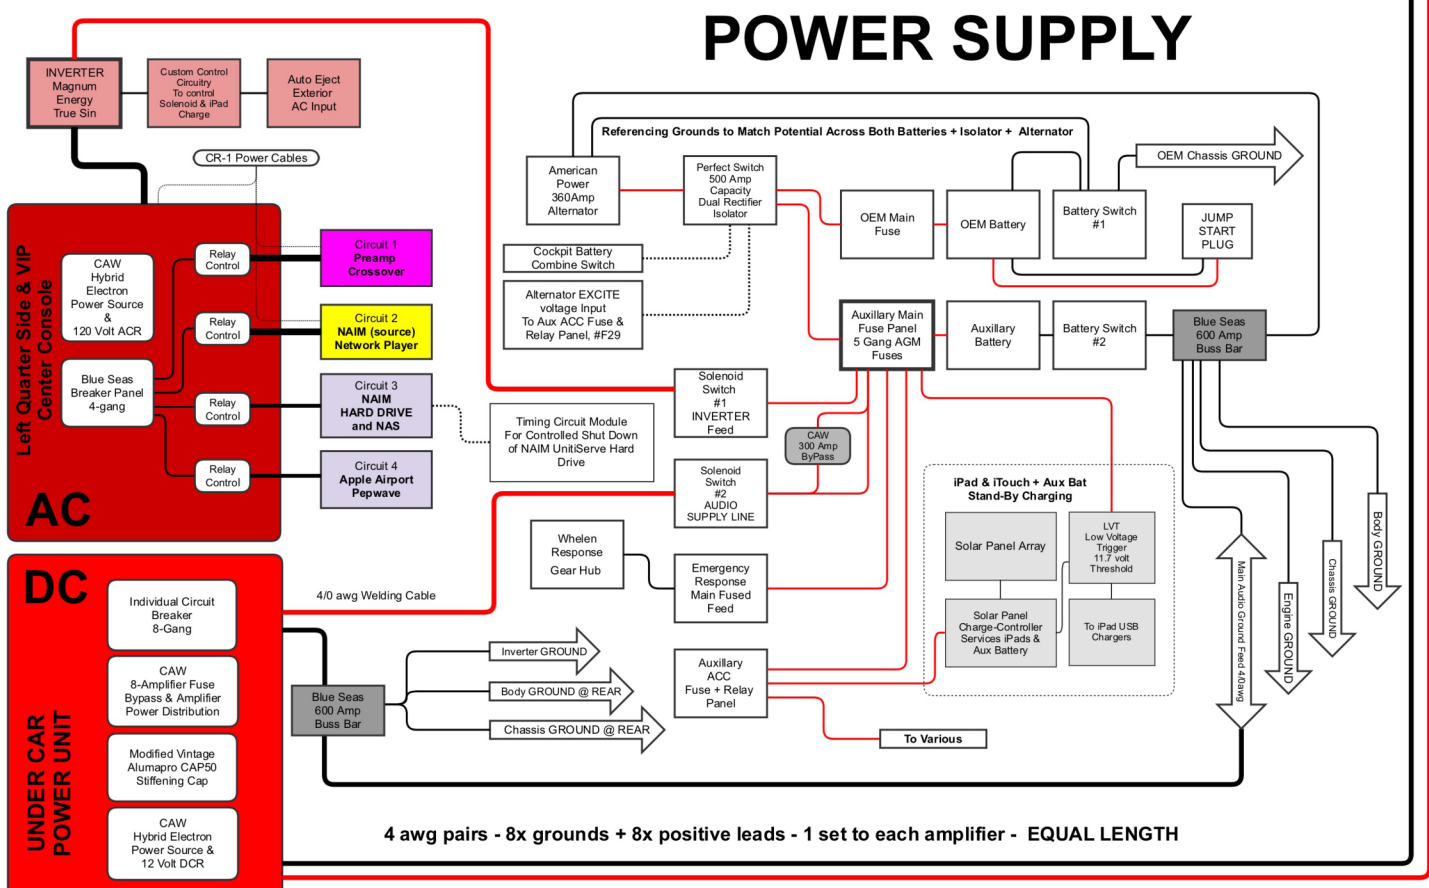 POWER SUPPLY
INVERTER
Magnum
Energy
True Sin
Custom Control
Circuitry
To control
Solenoid & iPad
Charge
Auto Eject
Exterior
AC Input
CR-1 Power Cables
Referencing Grounds to Match Potential Across Both Batteries + Isolator + Alternator
American
Power
360Amp
Alternator
Perfect Switch
500 Amp
Capacity
Dual Rectifier
Isolator
OEM Main
Fuse
OEM Battery
Battery Switch
#1
OEM Chassis GROUND
JUMP
START
PLUG
Cockpit Battery
Combine Switch
Alternator EXCITE
voltage Input
To Aux ACC Fuse &
Relay Panel, #F29
Auxillary Main
Fuse Panel
5 Gang AGM
Fuses
Auxillary
Battery
Battery Switch
#2
Blue Seas
600 Amp
Buss Bar
Left Quarter Side & VIP
Center Console
CAW
Hybrid
Electron
Power Source
&
120 Volt ACR
Blue Seas
Breaker Panel
4-gang
Relay
Control
Relay
Control
Relay
Control
Relay
Control
Circuit 1
Preamp
Crossover
Circuit 2
NAIM (source)
Network Player
Circuit 3
NAIM
HARD DRIVE
and NAS
Circuit 4
Apple Airport
Pepwave
AC
Timing Circuit Module
For Controlled Shut Down
of NAIM UnitiServe Hard
Drive
Solenoid
Switch
#1
INVERTER
Feed
CAW
300 Amp
ByPass
Solenoid
Switch
#2
AUDIO
SUPPLY LINE
Whelen
Response
Gear Hub
Emergency
Response
Main Fused
Feed
Auxillary
ACC
Fuse + Relay
Panel
To Various
iPad & iTouch + Aux Bat
Stand-By Charging
Solar Panel Array
LVT
Low Voltage
Trigger
11.7 volt
Threshold
Solar Panel
Charge-Controller
Services iPads &
Aux Battery
To iPad USB
Chargers
Main Audio Ground Feed 4/0awg
Engine GROUND
Chassis GROUND
Body GROUND
DC
UNDER CAR
POWER UNIT
Individual Circuit
Breaker
8-Gang
CAW
8-Amplifier Fuse
Bypass & Amplifier
Power Distribution
Modified Vintage
Alumapro CAP50
Stiffening Cap
CAW
Hybrid Electron
Power Source &
12 Volt DCR
4/0 awg Welding Cable
Blue Seas
600 Amp
Buss Bar
Inverter GROUND
Body GROUND @ REAR
Chassis GROUND @ REAR
4 awg pairs - 8x grounds + 8x positive leads - 1 set to each amplifier - EQUAL LENGTH